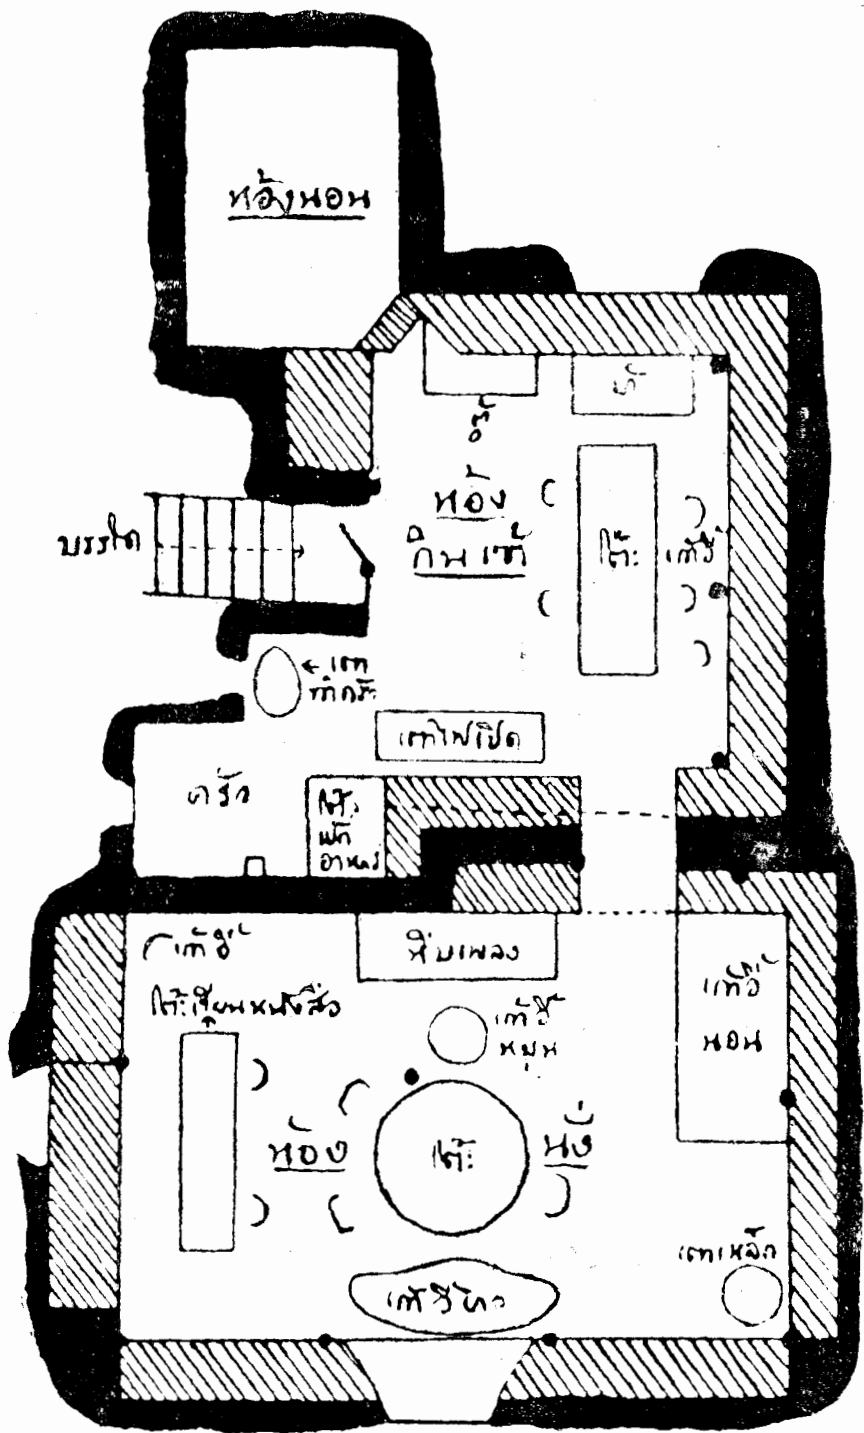 ห้องนอน
ตู้
ตู้
ห้อง
กินเข้า
โต๊ะ
เก้าอี้
บรรได
← เตา
ทำครัว
เตาไฟเปิด
ครัว
โต๊ะ
พัก
อาหาร
เก้าอี้
หีบเพลง
โต๊ะเขียนหนังสือ
เก้าอี้
หมุน
เก้าอี้
นอน
ห้อง
โต๊ะ
นั่ง
เตาเหล็ก
เก้าอี้ยาว